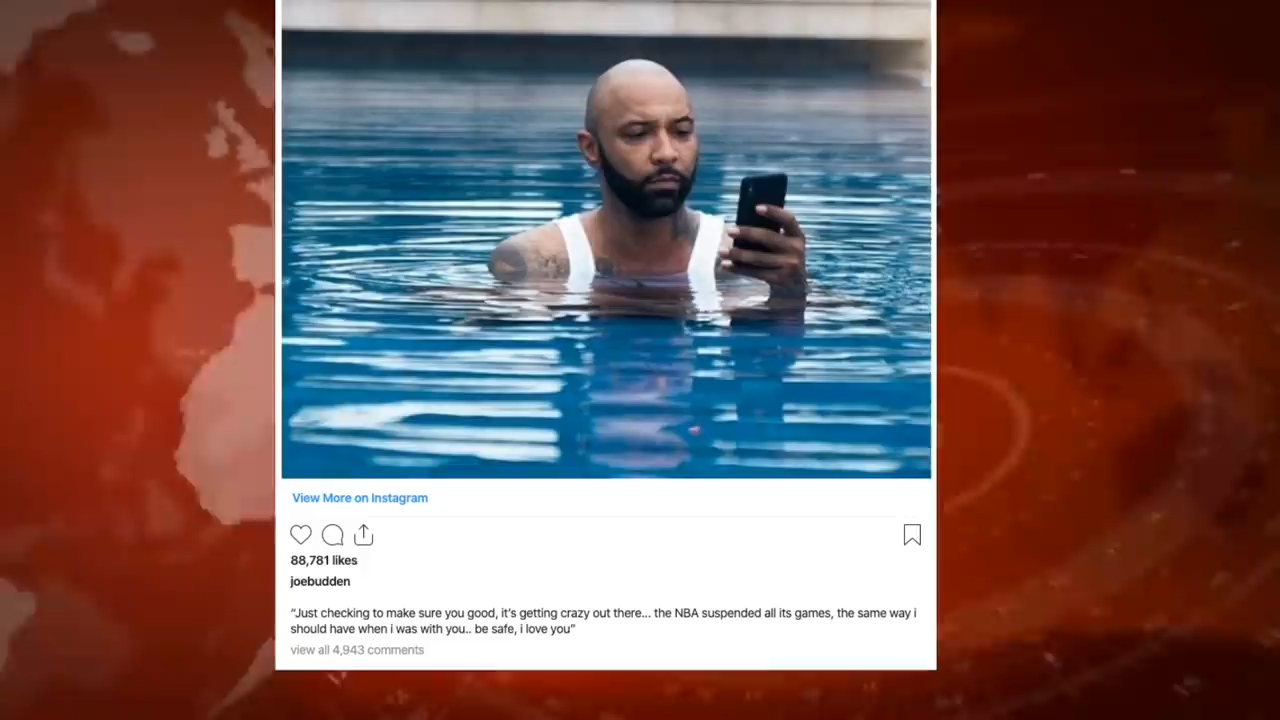 View More on Instagram
88,781 likes
joebudden
“Just checking to make sure you good, it’s getting crazy out there... the NBA suspended all its games, the same way i
should have when i was with you.. be safe, i love you”
view all 4,943 comments